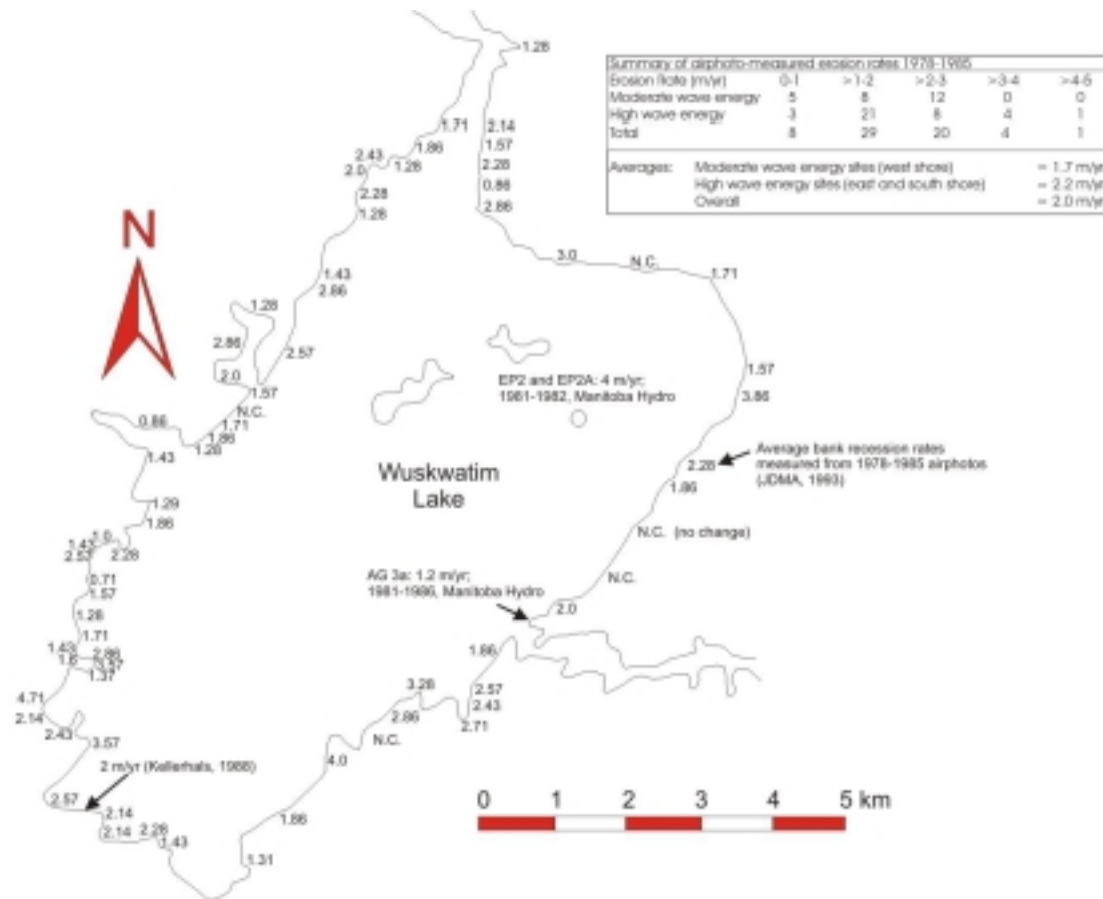 1.28
Summary of airphoto-measured erosion rates 1978-1985
Erosion Rate (m/yr) 0-1 >1-2 >2-3 >3-4 >4-5
Moderate wave energy 5 8 12 0 0
High wave energy 3 21 8 4 1
Total 8 29 20 4 1
Averages: Moderate wave energy sites (west shore) = 1.7 m/yr
High wave energy sites (east and south shore) = 2.2 m/yr
Overall = 2.0 m/yr
1.71
2.14
1.57
1.86
2.43
1.28
2.0
2.28
0.86
2.28
1.28
2.86
N
3.0
N.C.
1.71
1.43
2.86
1.28
2.86
2.57
2.0
1.57
N.C.
1.71
1.86
1.28
0.86
1.43
EP2 and EP2A: 4 m/yr;
1981-1982, Manitoba Hydro
1.57
3.86
Wuskwatim
Lake
2.28
Average bank recession rates
measured from 1978-1985 airphotos
(JDMA, 1993)
1.86
1.29
1.86
N.C. (no change)
1.0
1.43
2.57
2.28
0.71
1.57
N.C.
AG 3a: 1.2 m/yr;
1981-1986, Manitoba Hydro
2.0
1.28
1.71
1.43
2.86
1.6
3.57
1.37
1.86
4.71
2.14
2.43
3.57
3.28
2.86
2.57
2.43
2.71
N.C.
4.0
2 m/yr (Kellerhals, 1988)
2.57
2.14
2.14
2.28
1.43
1.86
1.31
0 1 2 3 4 5 km